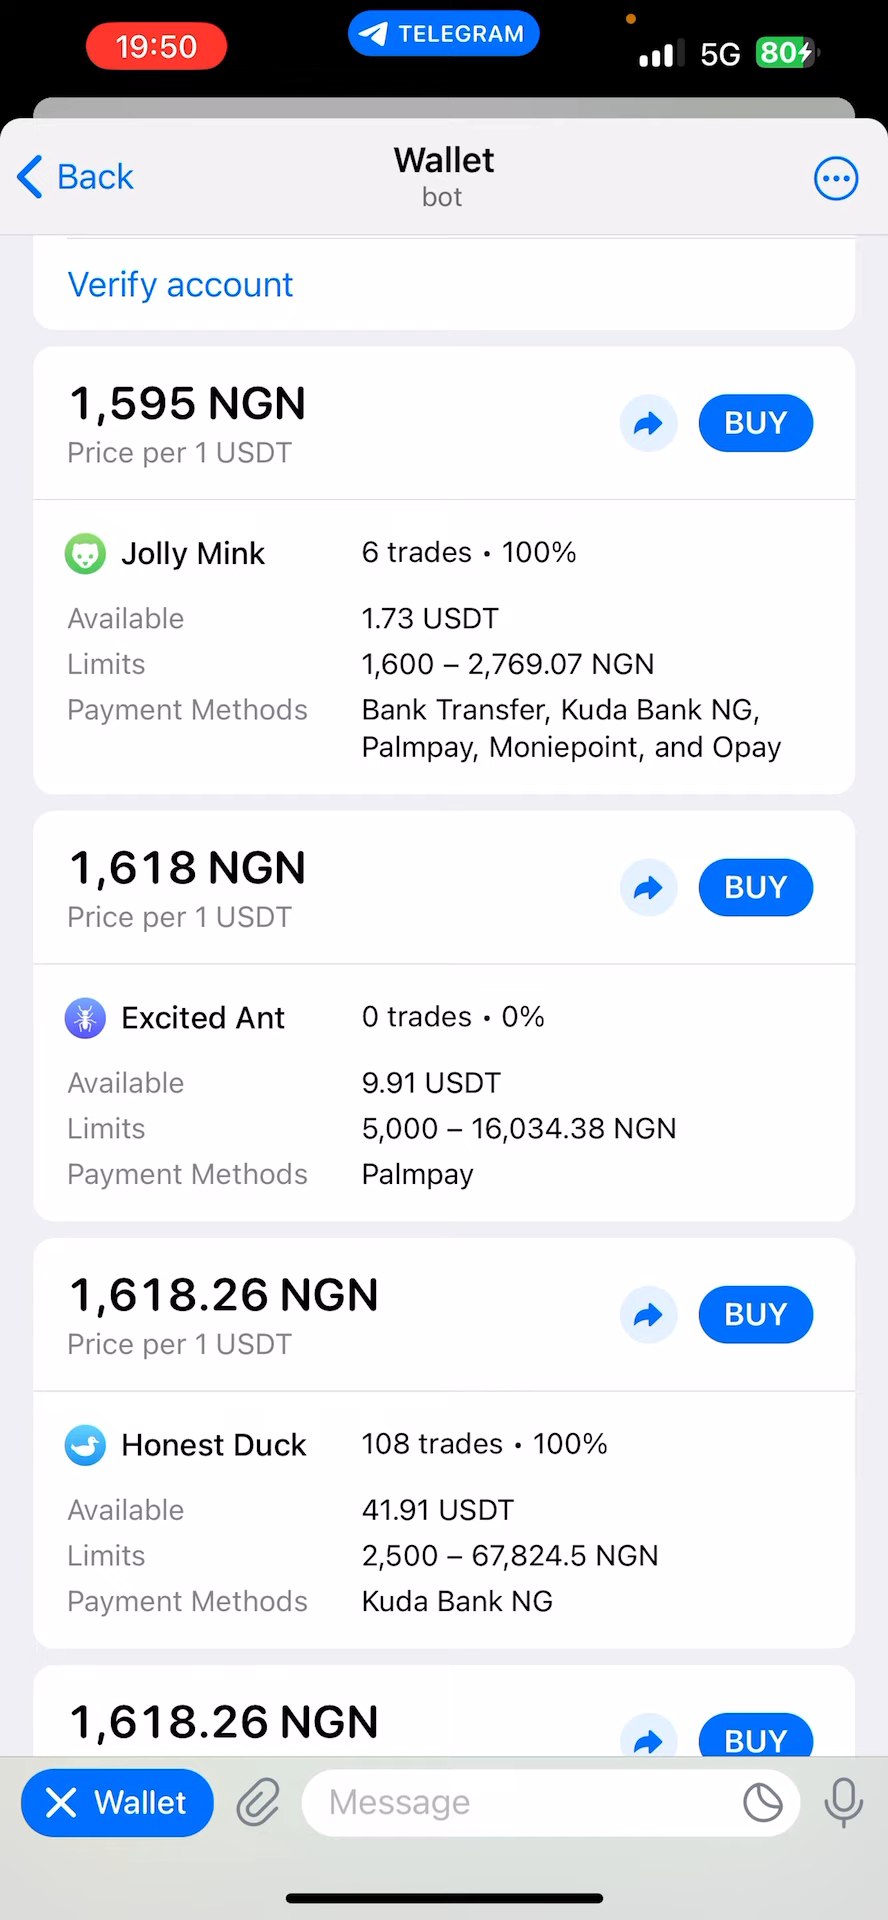 19:50
TELEGRAM
5G
80
Back
Wallet
bot
Verify account
1,595 NGN
Price per 1 USDT
BUY
Jolly Mink
6 trades • 100%
Available
1.73 USDT
Limits
1,600 – 2,769.07 NGN
Payment Methods
Bank Transfer, Kuda Bank NG,
Palmpay, Moniepoint, and Opay
1,618 NGN
Price per 1 USDT
BUY
Excited Ant
0 trades • 0%
Available
9.91 USDT
Limits
5,000 – 16,034.38 NGN
Payment Methods
Palmpay
1,618.26 NGN
Price per 1 USDT
BUY
Honest Duck
108 trades • 100%
Available
41.91 USDT
Limits
2,500 – 67,824.5 NGN
Payment Methods
Kuda Bank NG
1,618.26 NGN
BUY
Wallet
Message